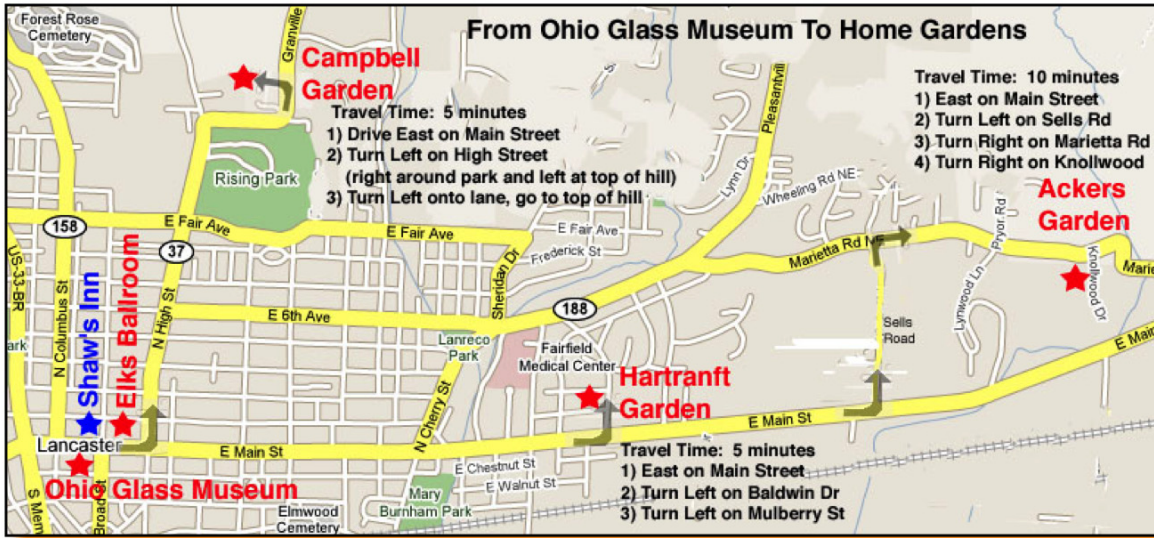 From Ohio Glass Museum To Home Gardens
Forest Rose
Cemetery
Granville
Campbell
Garden
Travel Time: 5 minutes
1) Drive East on Main Street
2) Turn Left on High Street
(right around park and left at top of hill)
3) Turn Left onto lane, go to top of hill
Pleasantvil
Travel Time: 10 minutes
1) East on Main Street
2) Turn Left on Sells Rd
3) Turn Right on Marietta Rd
4) Turn Right on Knollwood
Ackers
Garden
Rising Park
Lynn Dr
Wheeling Rd NE
Pryor Rd
158
E Fair Ave
E Fair Ave
E Fair Ave
37
Frederick St
Marietta Rd NE
Knollwood Dr
Marie
US-33-BR
N Columbus St
Shaw's Inn
Elks Ballroom
N High St
Sheridan Dr
188
Lynwood Ln
E 6th Ave
Lanreco
Park
Fairfield
Medical Center
Sells
Road
E Main
ark
Hartranft
Garden
N Cherry St
Lancaster
E Main St
E Main St
Ohio Glass Museum
E Chestnut St
E Walnut St
Travel Time: 5 minutes
1) East on Main Street
2) Turn Left on Baldwin Dr
3) Turn Left on Mulberry St
S Mem
Broad St
Elmwood
Cemetery
Mary
Burnham Park